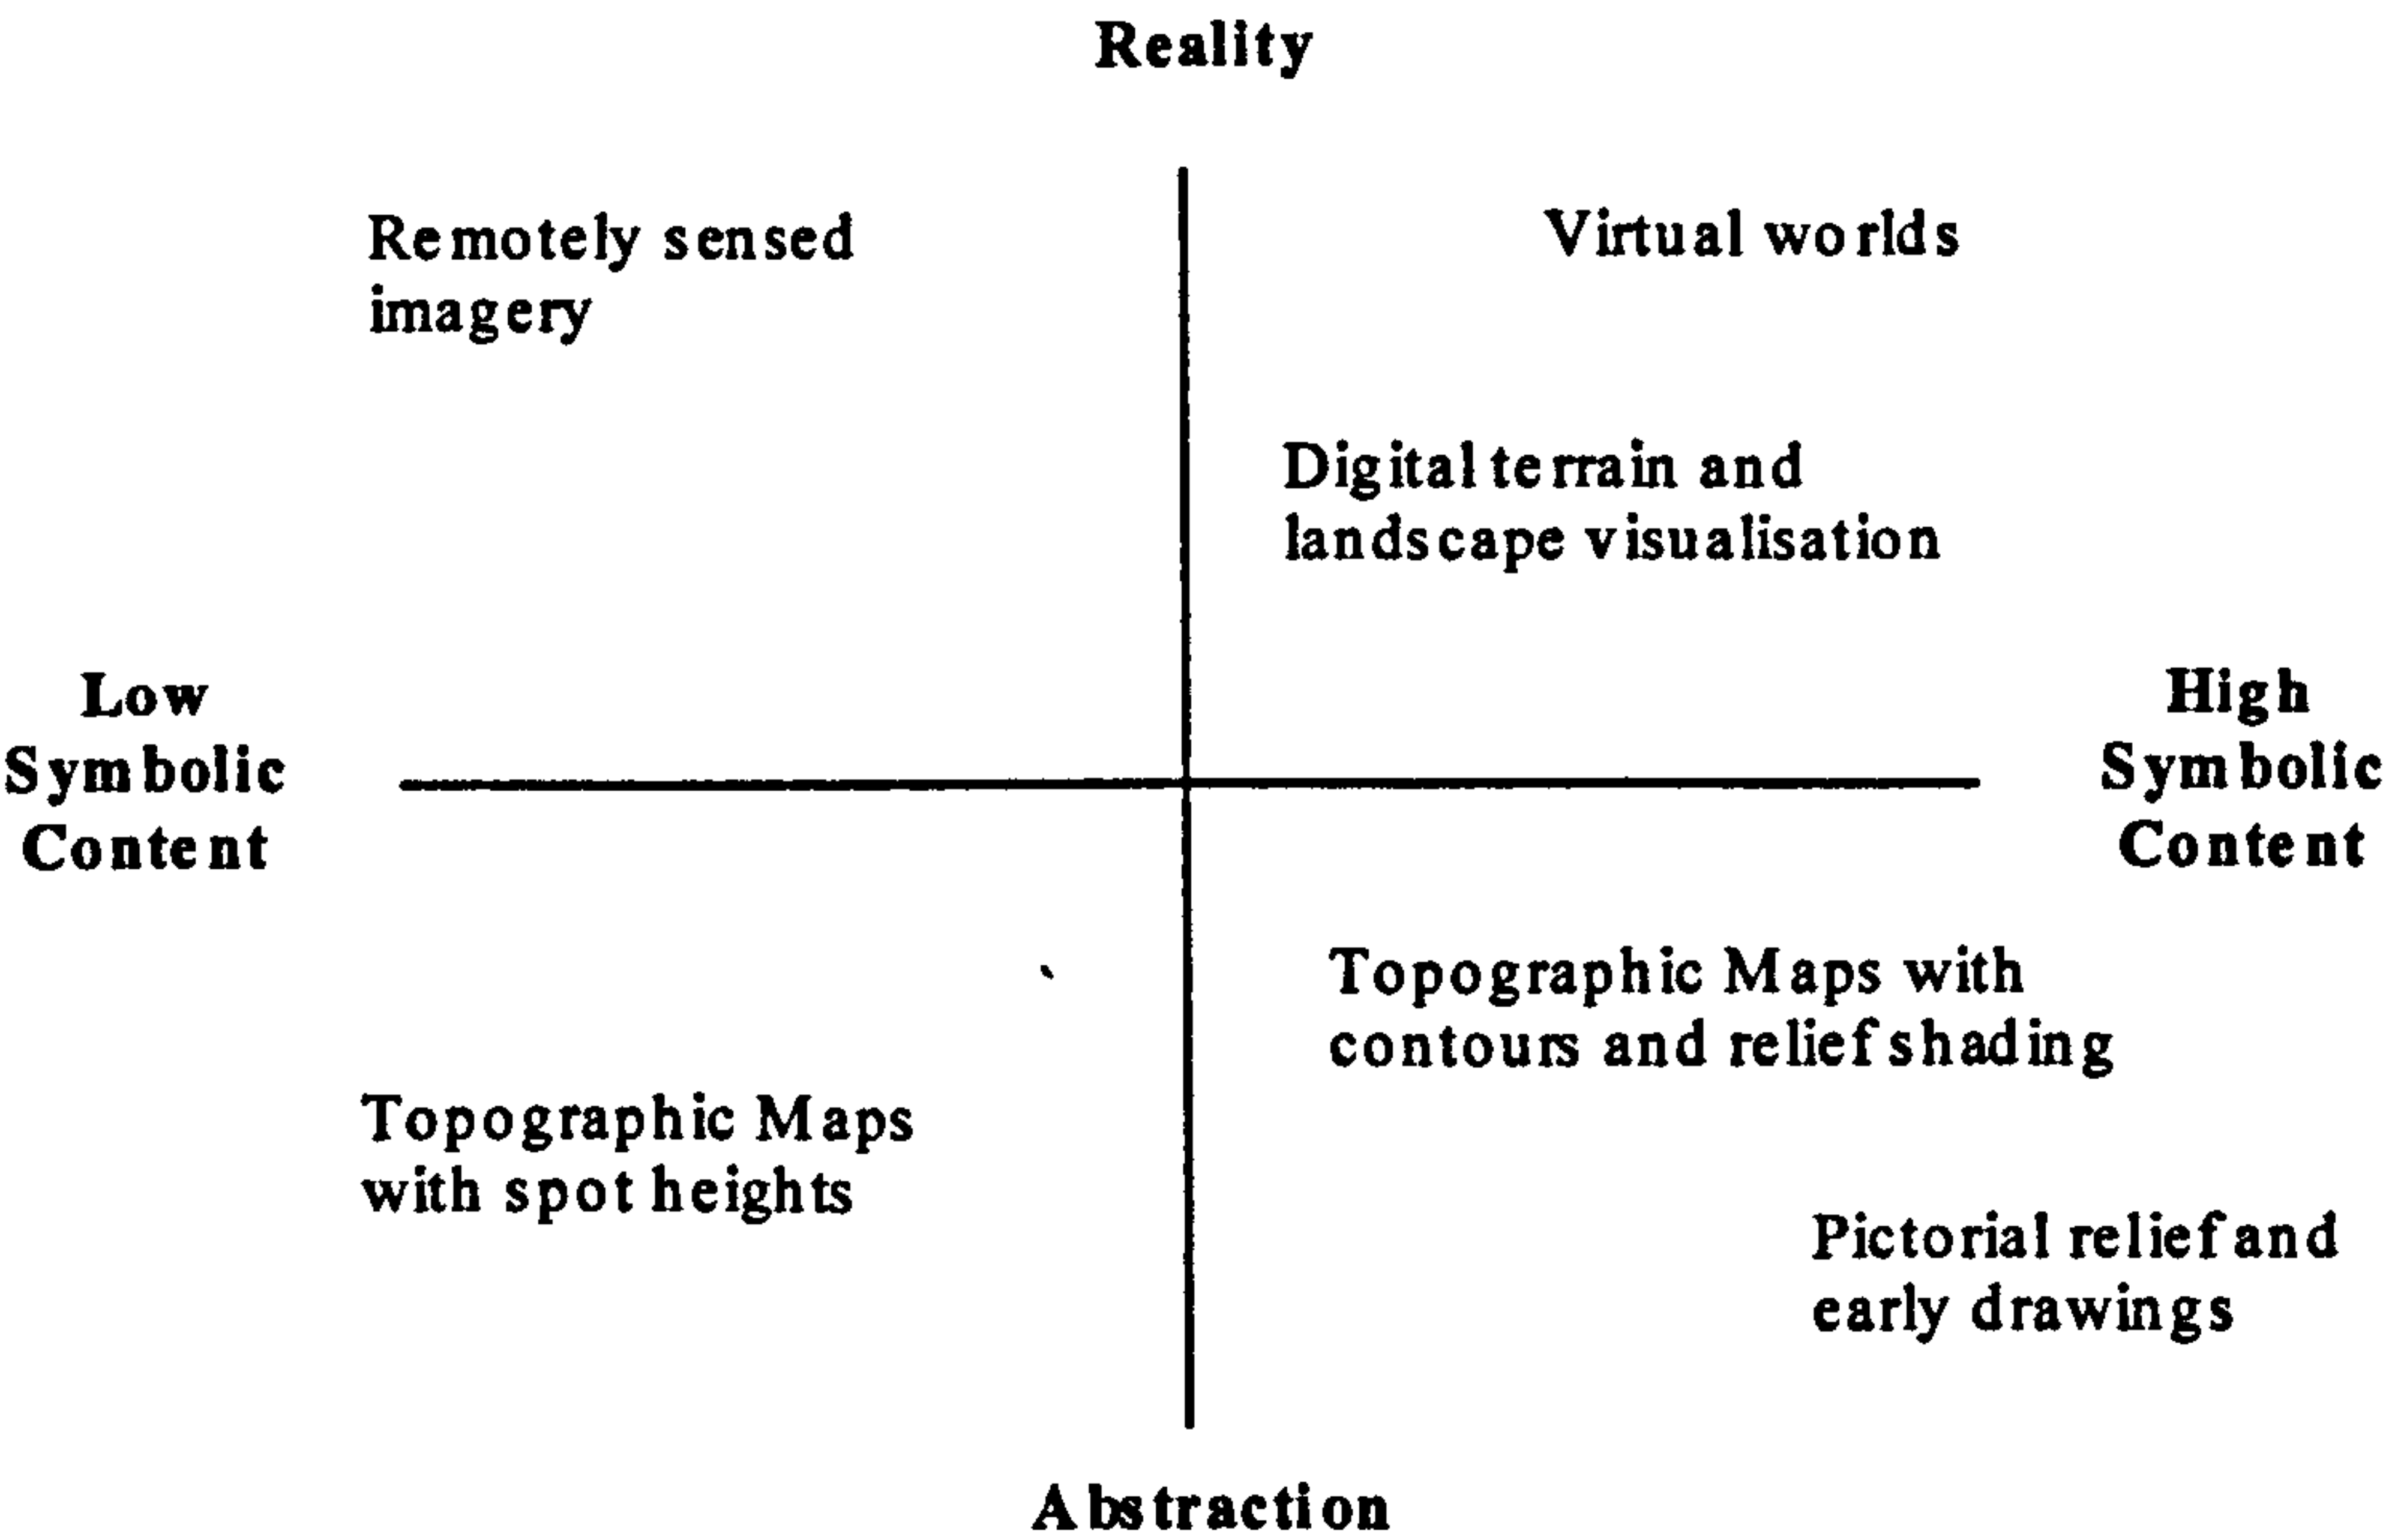 Reality
Remotely sensed
imagery
Virtual worlds
Digital terrain and
landscape visualisation
Low
Symbolic
Content
High
Symbolic
Content
Topographic Maps with
contours and relief shading
Topographic Maps
with spot heights
Pictorial relief and
early drawings
Abstraction